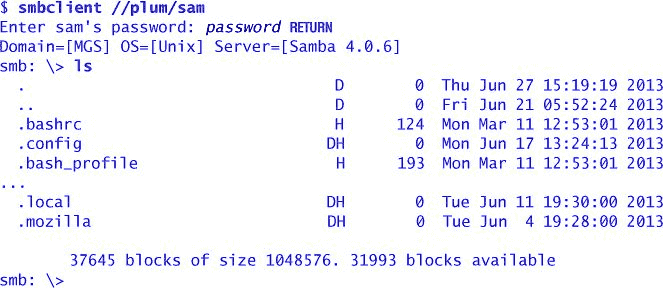 $ smbclient //plum/sam
Enter sam's password: password RETURN
Domain=[MGS] OS=[Unix] Server=[Samba 4.0.6]
smb: \> ls
  .                                   D        0  Thu Jun 27 15:19:19 2013
  ..                                  D        0  Fri Jun 21 05:52:24 2013
  .bashrc                             H      124  Mon Mar 11 12:53:01 2013
  .config                            DH        0  Mon Jun 17 13:24:13 2013
  .bash_profile                       H      193  Mon Mar 11 12:53:01 2013
...
  .local                             DH        0  Tue Jun 11 19:30:00 2013
  .mozilla                           DH        0  Tue Jun  4 19:28:00 2013
        37645 blocks of size 1048576. 31993 blocks available
smb: \>